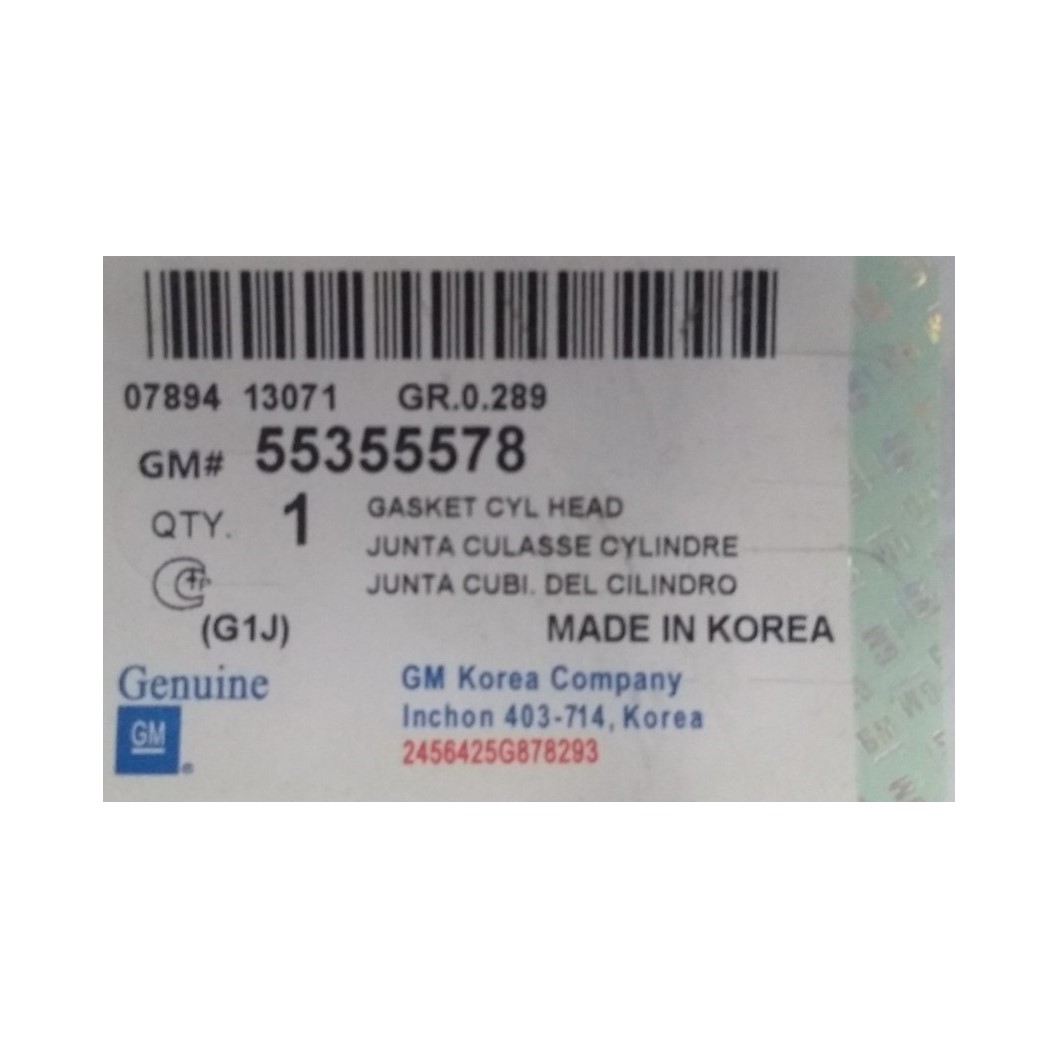 07894 13071 GR.0.289
GM# 55355578
QTY. 1 GASKET CYL HEAD
JUNTA CULASSE CYLINDRE
JUNTA CUBI. DEL CILINDRO
(G1J) MADE IN KOREA
Genuine GM Korea Company
GM Inchon 403-714, Korea
2456425G878293